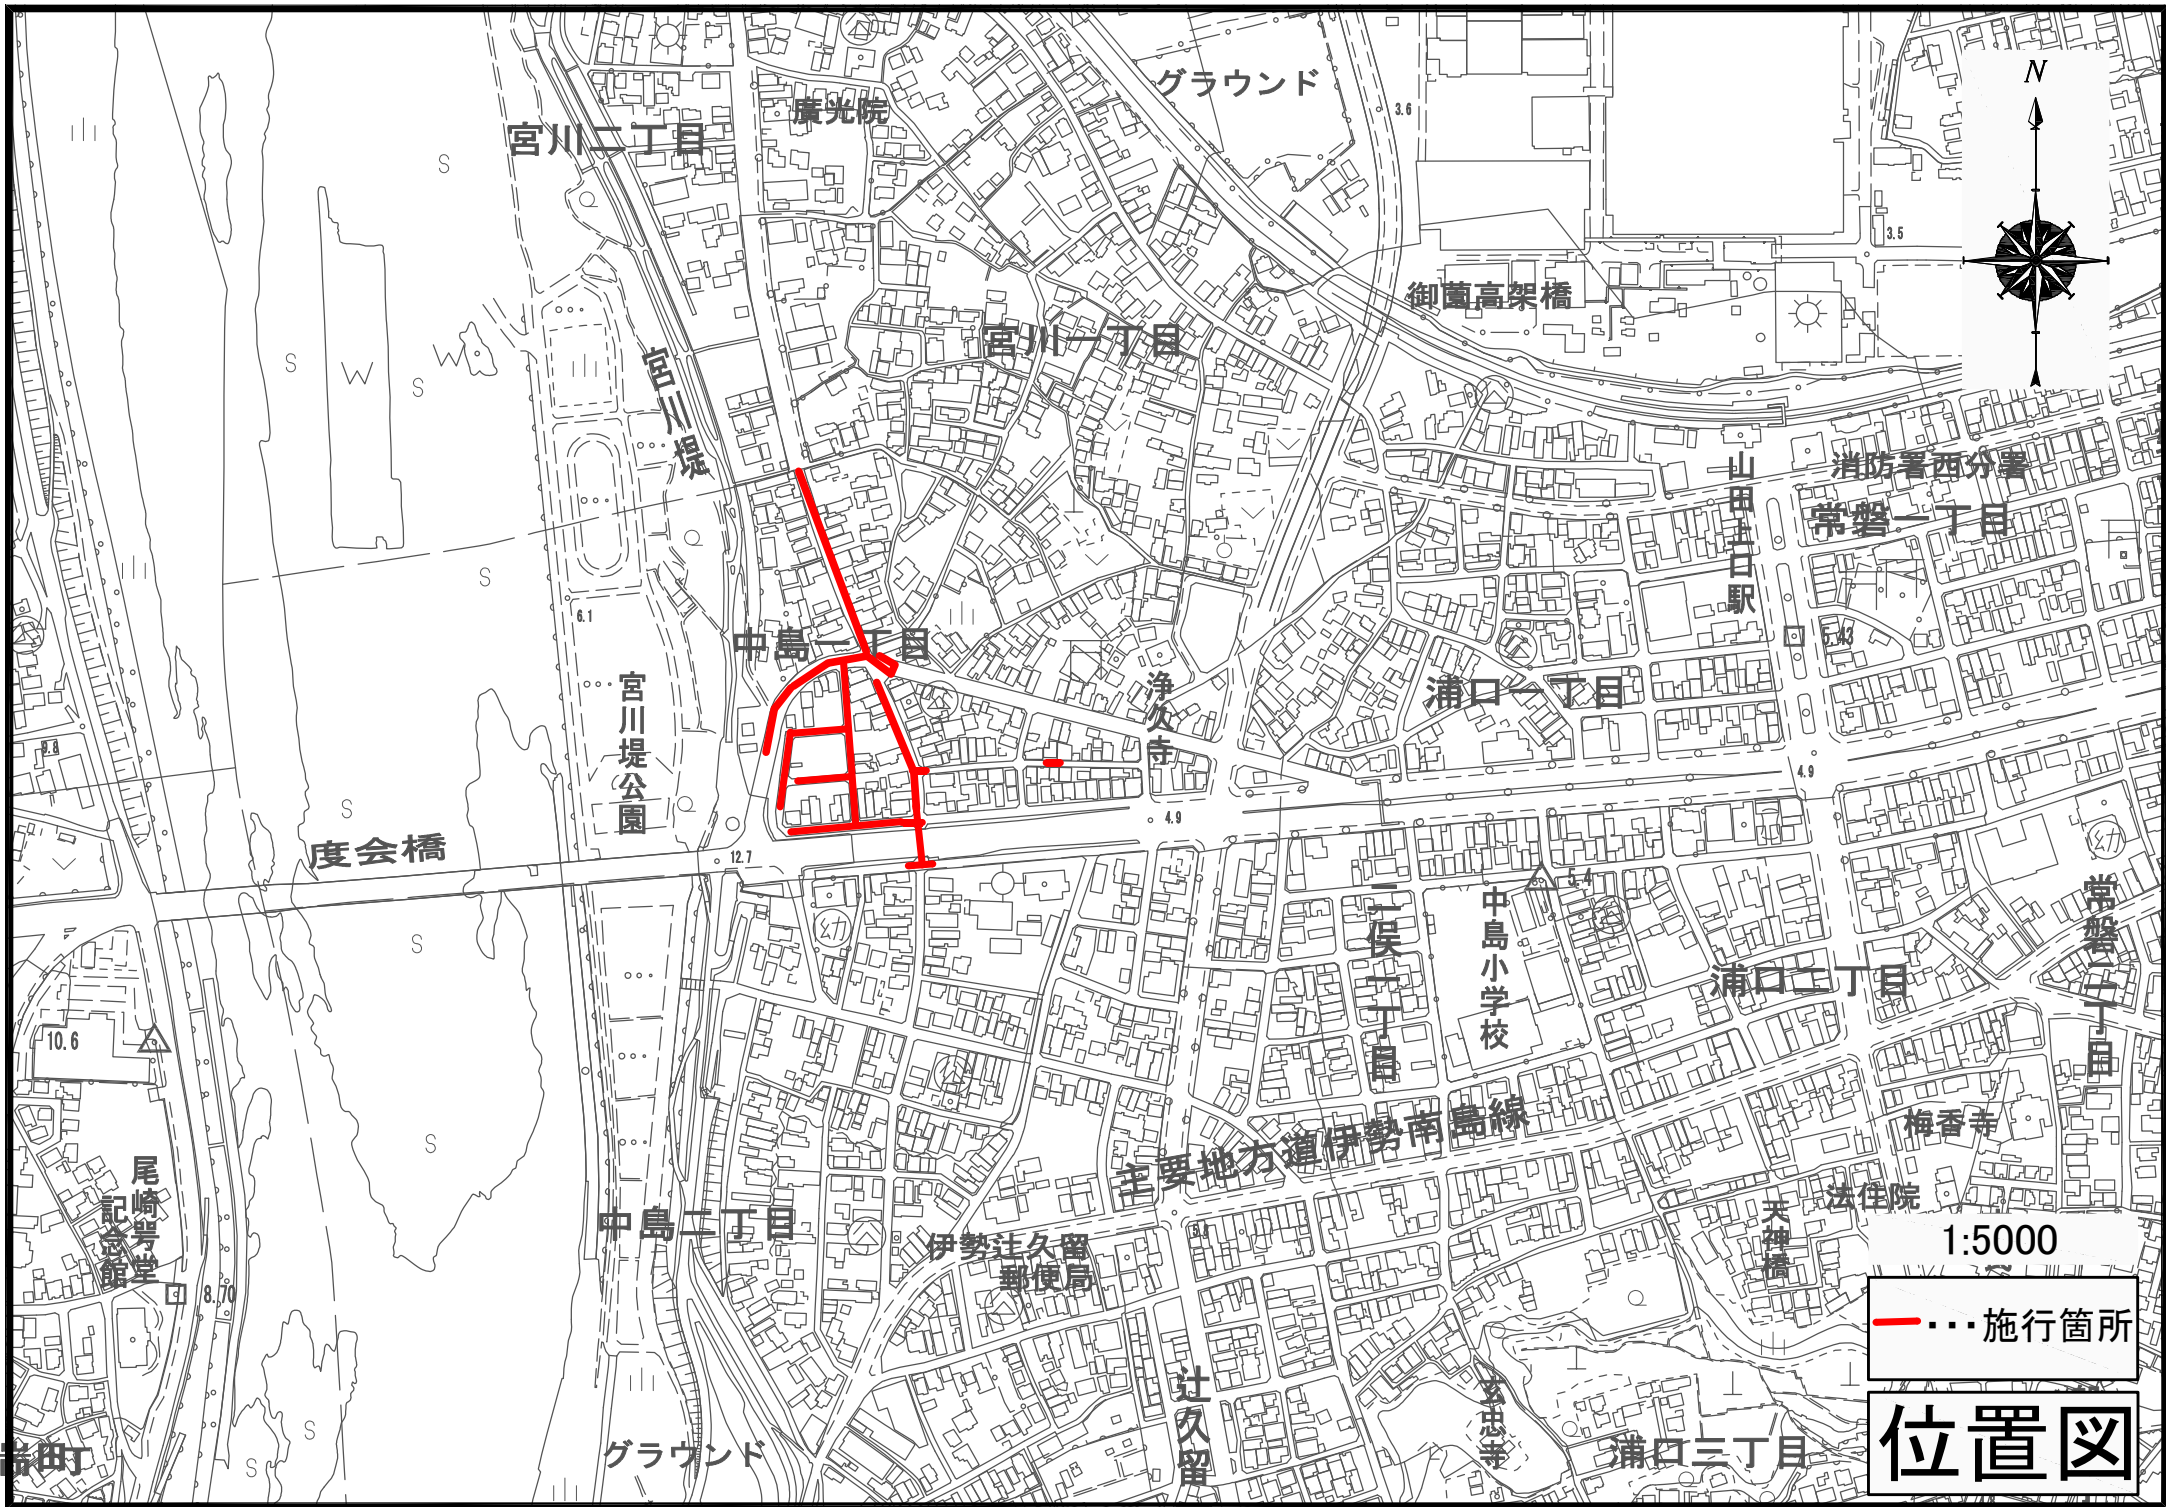 グラウンド
N
廣光院
3.6
宮川二丁目
3.5
御薗高架橋
宮川一丁目
宮川堤
山田上口駅
消防署西分署
常磐一丁目
6.1
中島一丁目
5.43
宮川堤公園
浄久寺
浦口一丁目
9.8
4.9
4.9
度会橋
12.7
幼
幼
5.4
二俣一丁目
中島小学校
常磐二丁目
浦口二丁目
10.6
主要地方道伊勢南島線
梅香寺
尾崎咢堂
記念館
法住院
天神橋
中島二丁目
伊勢辻久留
郵便局
8.70
1:5000
・・・施行箇所
辻久留
玄忠寺
グラウンド
浦口三丁目
位置図